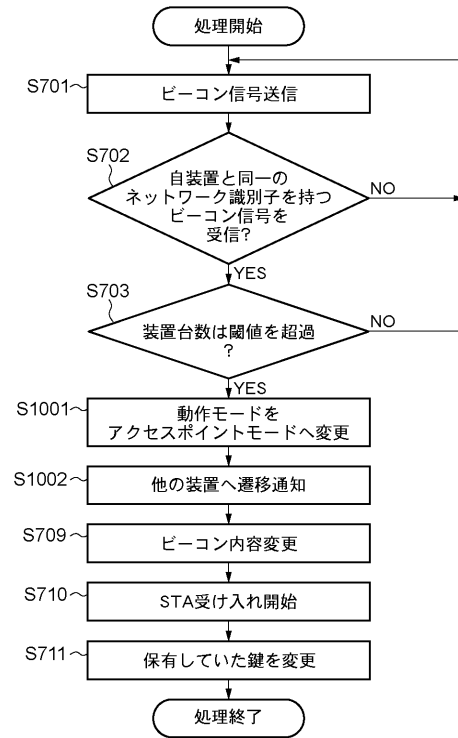 処理開始
S701
ビーコン信号送信
S702
自装置と同一の
ネットワーク識別子を持つ
ビーコン信号を
受信?
NO
YES
S703
装置台数は閾値を超過
?
NO
YES
S1001
動作モードを
アクセスポイントモードへ変更
S1002
他の装置へ遷移通知
S709
ビーコン内容変更
S710
STA受け入れ開始
S711
保有していた鍵を変更
処理終了